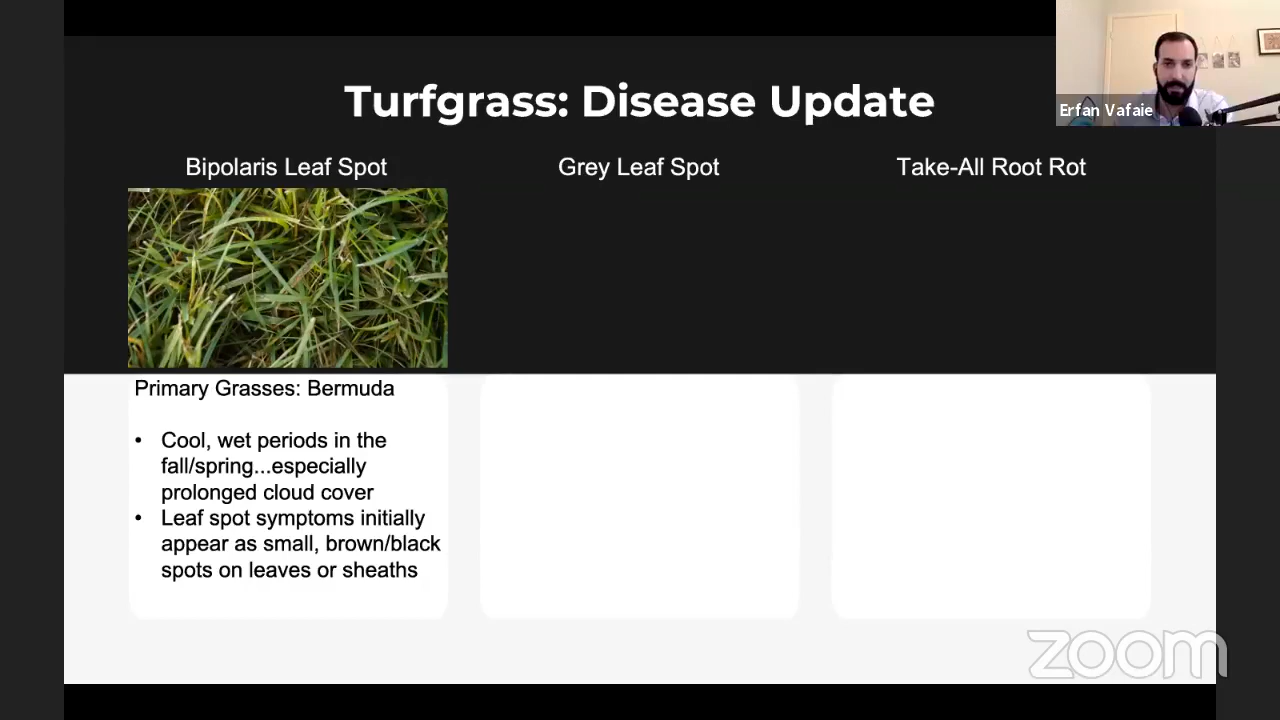 Turfgrass: Disease Update
Erfan Vafaie
Bipolaris Leaf Spot
Grey Leaf Spot
Take-All Root Rot
Primary Grasses: Bermuda
• Cool, wet periods in the
fall/spring...especially
prolonged cloud cover
• Leaf spot symptoms initially
appear as small, brown/black
spots on leaves or sheaths
zoom